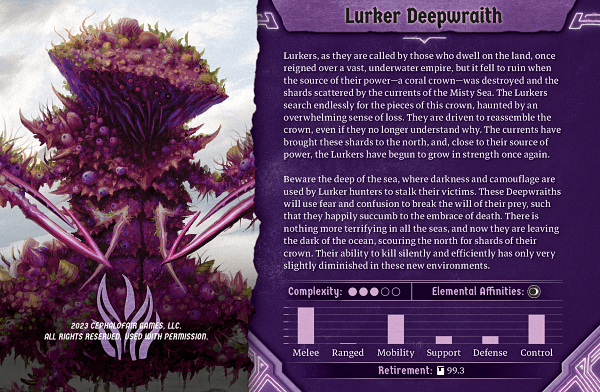 Lurker Deepwraith
Lurkers, as they are called by those who dwell on the land, once
reigned over a vast, underwater empire, but it fell to ruin when
the source of their power—a coral crown—was destroyed and the
shards scattered by the currents of the Misty Sea. The Lurkers
search endlessly for the pieces of this crown, haunted by an
overwhelming sense of loss. They are driven to reassemble the
crown, even if they no longer understand why. The currents have
brought these shards to the north, and, close to their source of
power, the Lurkers have begun to grow in strength once again.
Beware the deep of the sea, where darkness and camouflage are
used by Lurker hunters to stalk their victims. These Deepwraiths
will use fear and confusion to break the will of their prey, such
that they happily succumb to the embrace of death. There is
nothing more terrifying in all the seas, and now they are leaving
the dark of the ocean, scouring the north for shards of their
crown. Their ability to kill silently and efficiently has only very
slightly diminished in these new environments.
Complexity: Elemental Affinities:
Melee Ranged Mobility Support Defense Control
Retirement: 99.3
2023 CEPHALOFAIR GAMES, LLC.
ALL RIGHTS RESERVED. USED WITH PERMISSION.